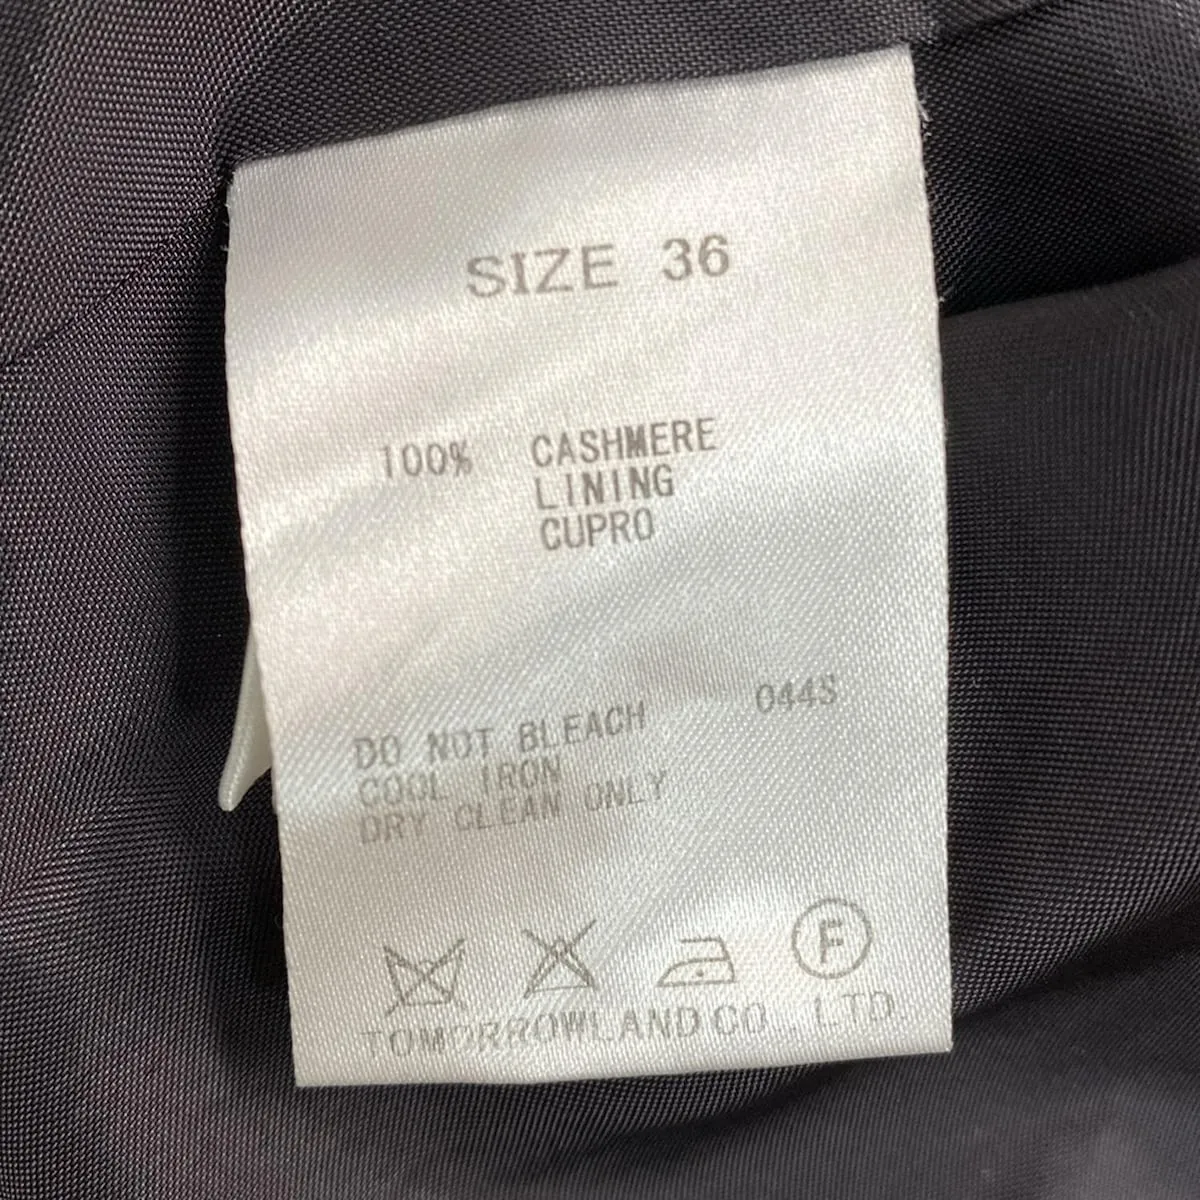 SIZE 36
100% CASHMERE
LINING
CUPRO
044S
DO NOT BLEACH
COOL IRON
DRY CLEAN ONLY
F
TOMORROWLAND CO., LTD.